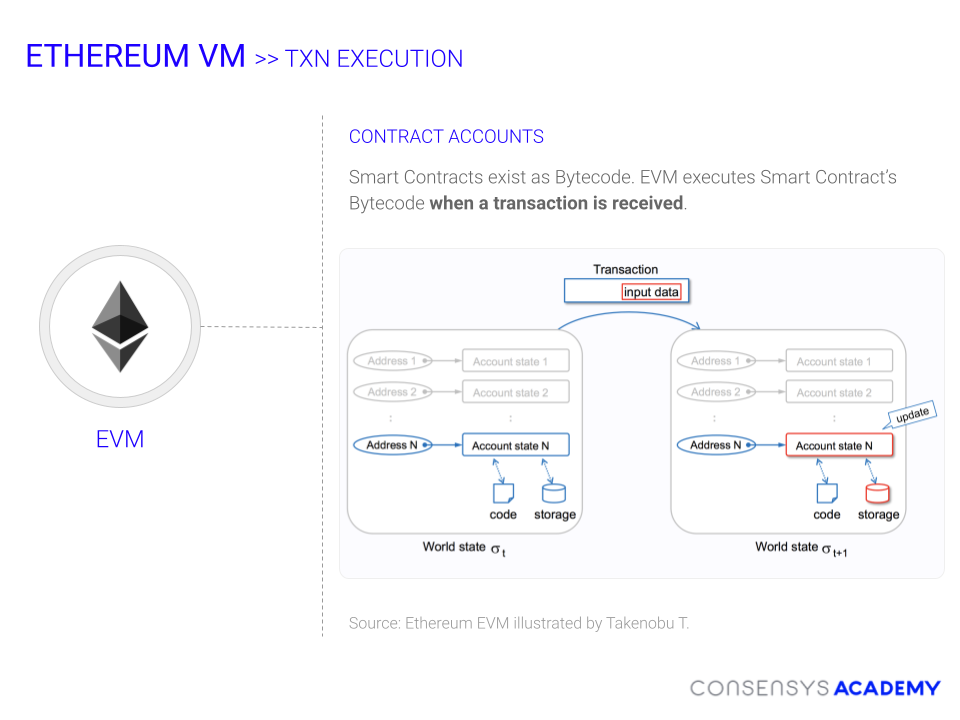 ETHEREUM VM >> TXN EXECUTION
CONTRACT ACCOUNTS
Smart Contracts exist as Bytecode. EVM executes Smart Contract's
Bytecode when a transaction is received.
EVM
Transaction
input data
Address 1
Account state 1
Address 2
Account state 2
:
:
Address N
Account state N
code
storage
World state σt
Address 1
Account state 1
Address 2
Account state 2
:
:
update
Address N
Account state N
code
storage
World state σt+1
Source: Ethereum EVM illustrated by Takenobu T.
CONSENSYS ACADEMY